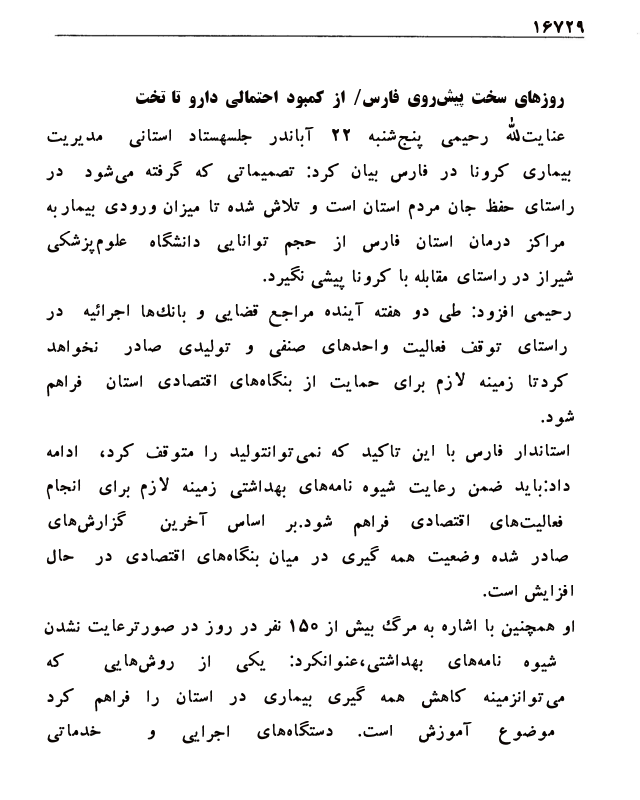 ۱۶۷۲۹
روزهای سخت پیش‌روی فارس/ از کمبود احتمالی دارو تا تخت
عنایت‌الله رحیمی پنج‌شنبه ۲۲ آباندر جلسهستاد استانی مدیریت
بیماری کرونا در فارس بیان کرد: تصمیماتی که گرفته می‌شود در
راستای حفظ جان مردم استان است و تلاش شده تا میزان ورودی بیمار به
مراکز درمان استان فارس از حجم توانایی دانشگاه علوم‌پزشکی
شیراز در راستای مقابله با کرونا پیشی نگیرد.
رحیمی افزود: طی دو هفته آینده مراجع قضایی و بانك‌ها اجرائیه در
راستای توقف فعالیت واحدهای صنفی و تولیدی صادر نخواهد
کردتا زمینه لازم برای حمایت از بنگاه‌های اقتصادی استان فراهم
شود.
استاندار فارس با این تاکید که نمی‌توانتولید را متوقف کرد، ادامه
داد:باید ضمن رعایت شیوه نامه‌های بهداشتی زمینه لازم برای انجام
فعالیت‌های اقتصادی فراهم شود.بر اساس آخرین گزارش‌های
صادر شده وضعیت همه گیری در میان بنگاه‌های اقتصادی در حال
افزایش است.
او همچنین با اشاره به مرگ بیش از ۱۵۰ نفر در روز در صورترعایت نشدن
شیوه نامه‌های بهداشتی،عنوانکرد: یکی از روش‌هایی که
می‌توانزمینه کاهش همه گیری بیماری در استان را فراهم کرد
موضوع آموزش است. دستگاه‌های اجرایی و خدماتی